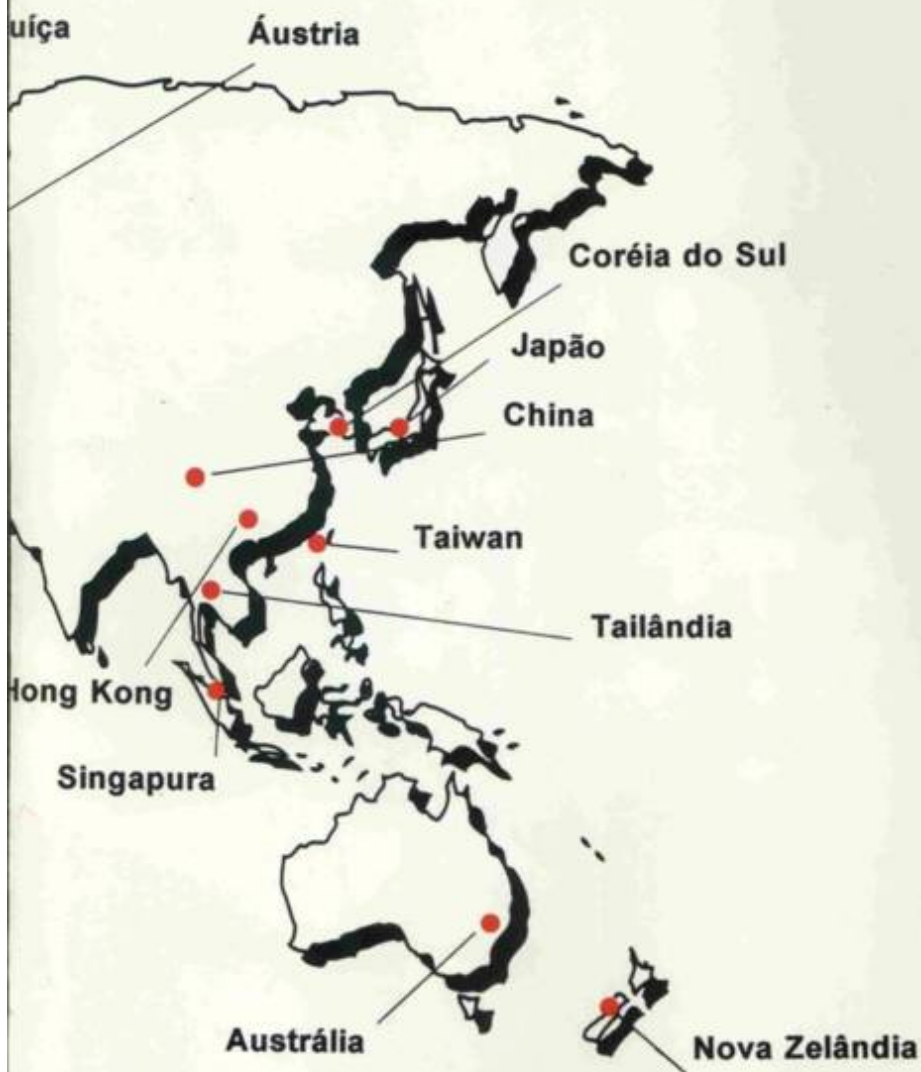 uíça
Áustria
Coréia do Sul
Japão
China
Taiwan
Tailândia
Hong Kong
Singapura
Austrália
Nova Zelândia